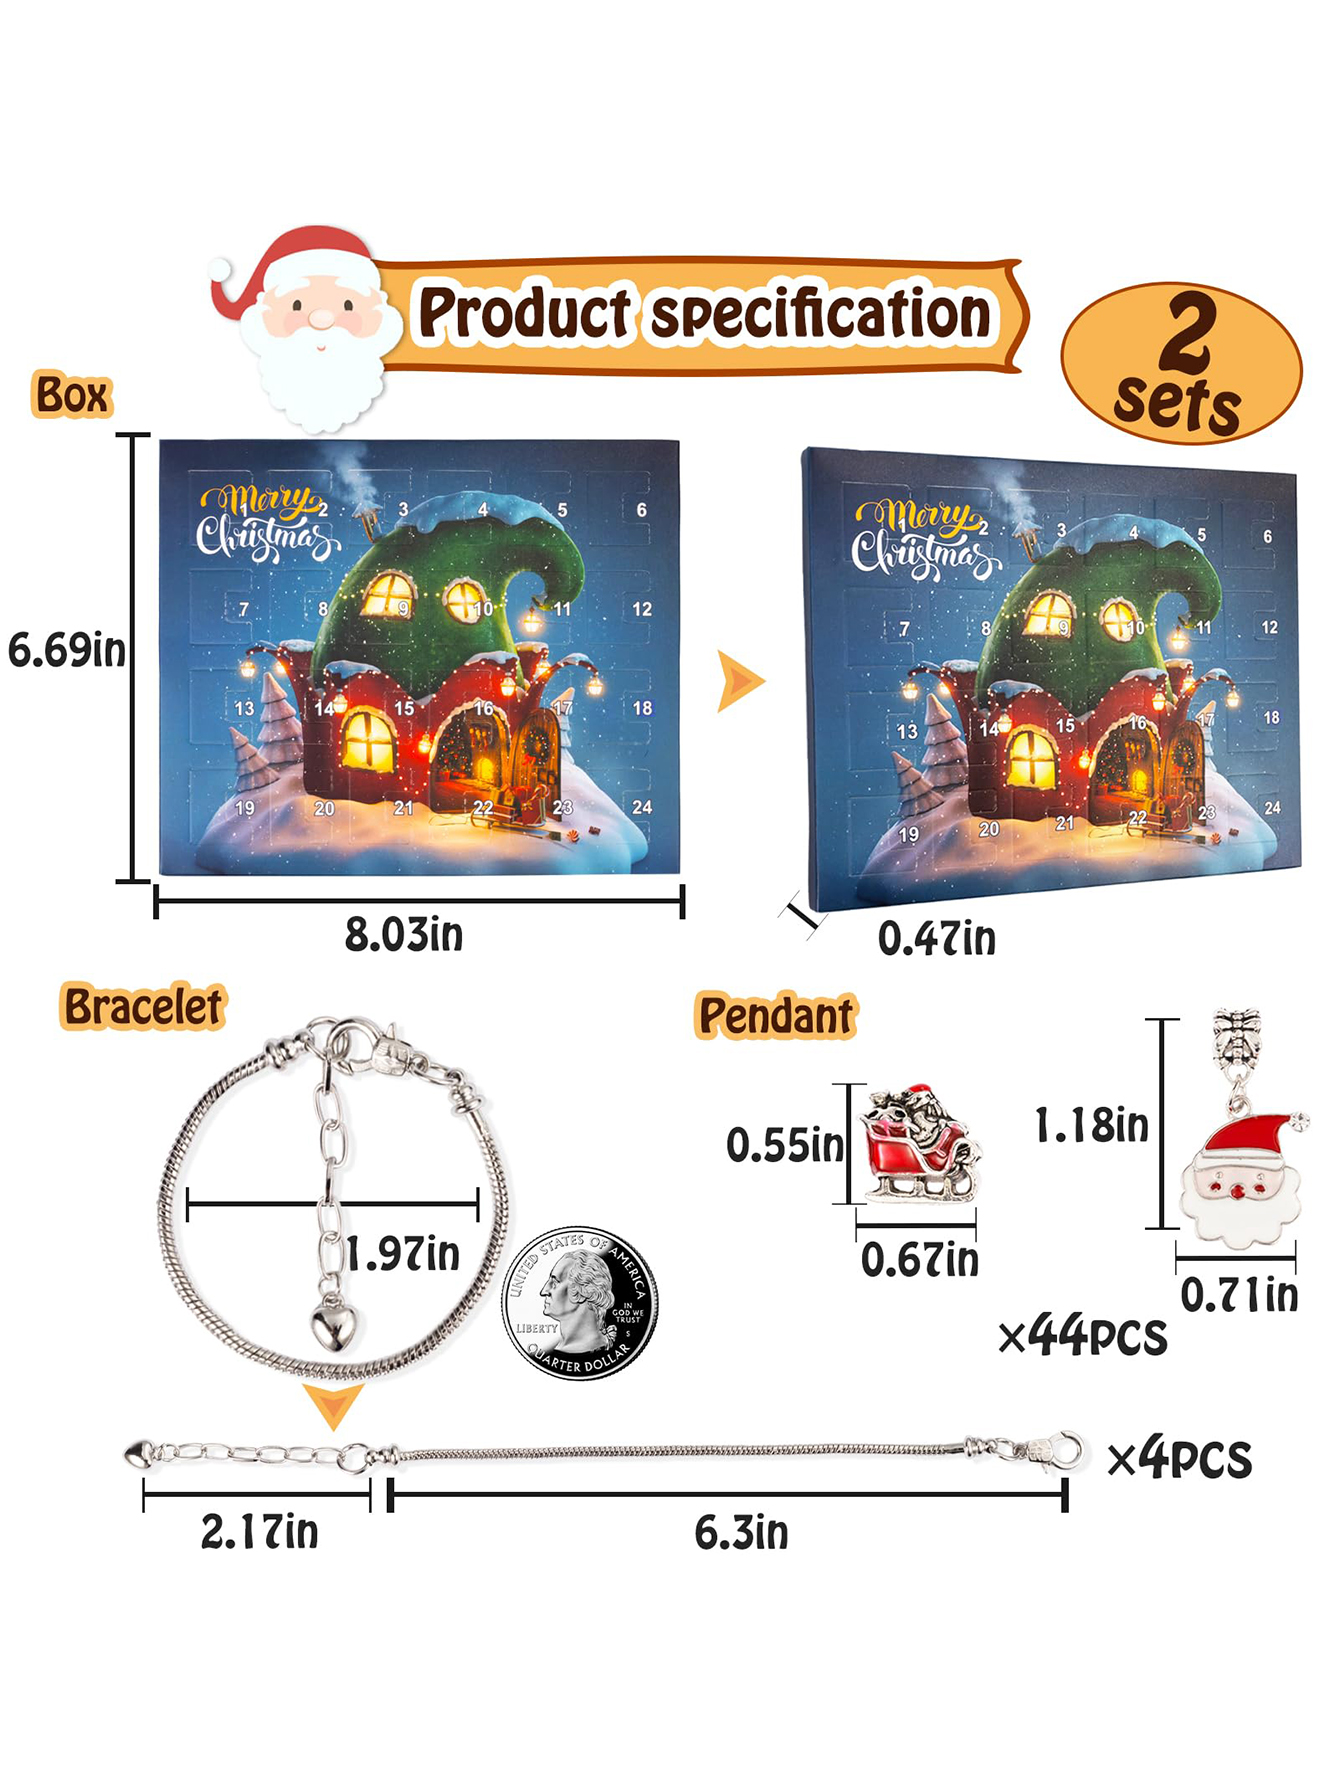 Product specification
2
sets
Box
Merry
Christmas
1 2 3 4 5 6
7 8 9 10 11 12
13 14 15 16 17 18
19 20 21 22 23 24
6.69in
8.03in
Merry
Christmas
1 2 3 4 5 6
7 8 9 10 11 12
13 14 15 16 17 18
19 20 21 22 23 24
0.47in
Bracelet
1.97in
UNITED STATES OF AMERICA
IN
GOD WE
TRUST
LIBERTY
S
QUARTER DOLLAR
Pendant
0.55in
0.67in
1.18in
0.71in
×44PCS
2.17in
6.3in
×4PCS